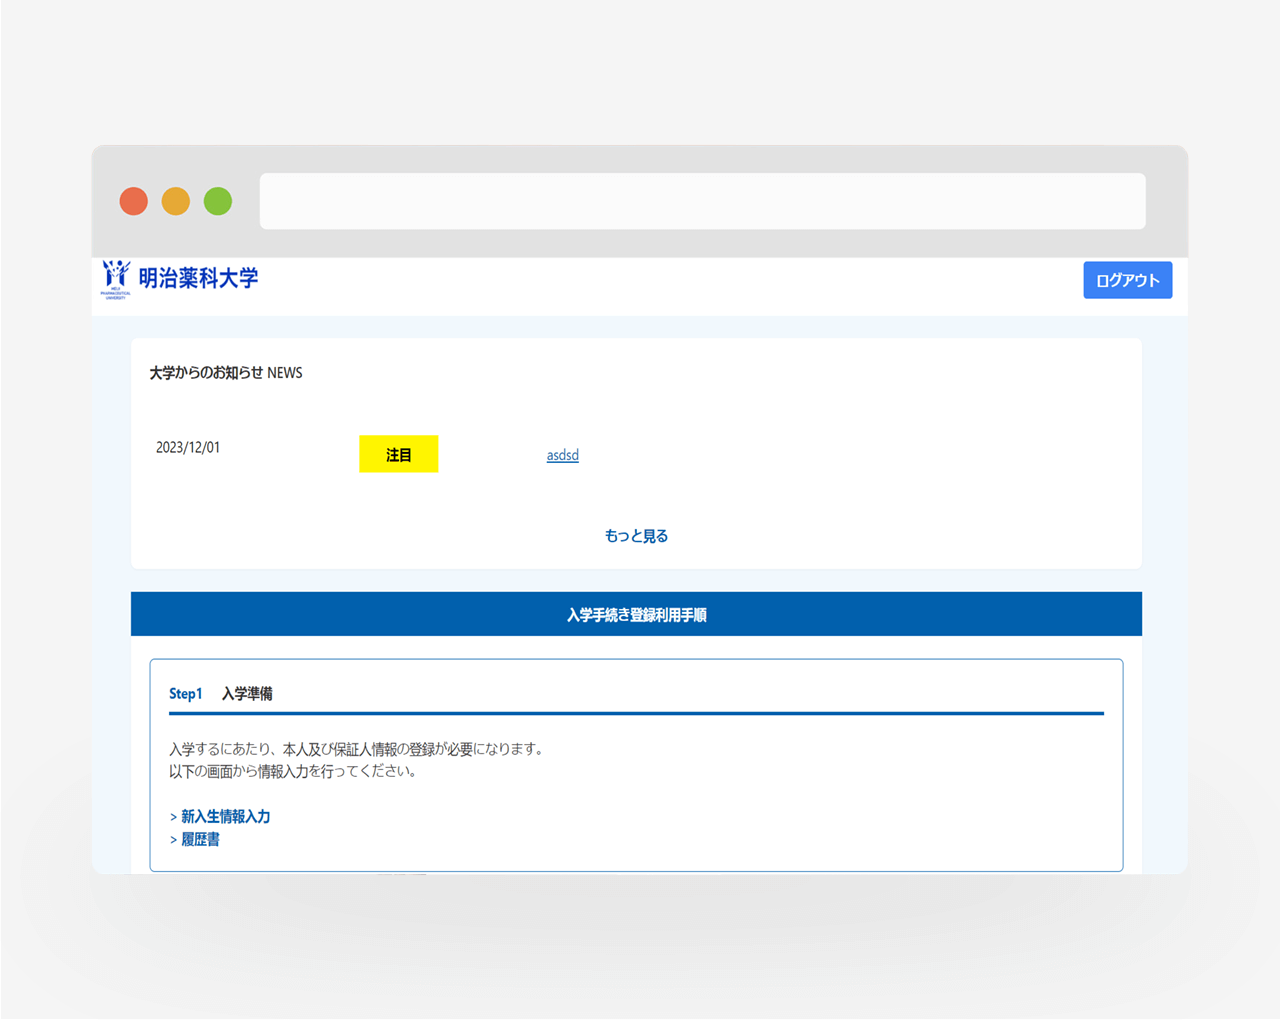 明治薬科大学
MEIJI
PHARMACEUTICAL
UNIVERSITY
ログアウト
大学からのお知らせ NEWS
2023/12/01
注目
asdsd
もっと見る
入学手続き登録利用手順
Step1 入学準備
入学するにあたり、本人及び保証人情報の登録が必要になります。
以下の画面から情報入力を行ってください。
> 新入生情報入力
> 履歴書